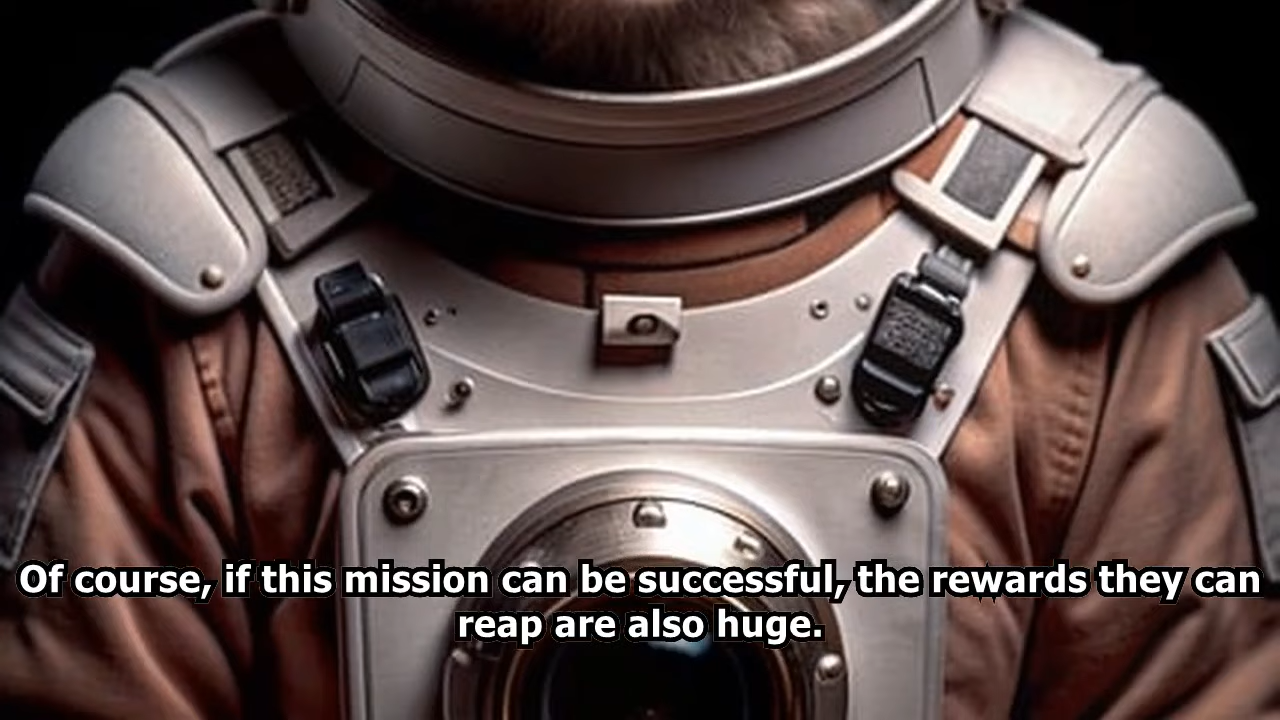 Of course, if this mission can be successful, the rewards they can
reap are also huge.